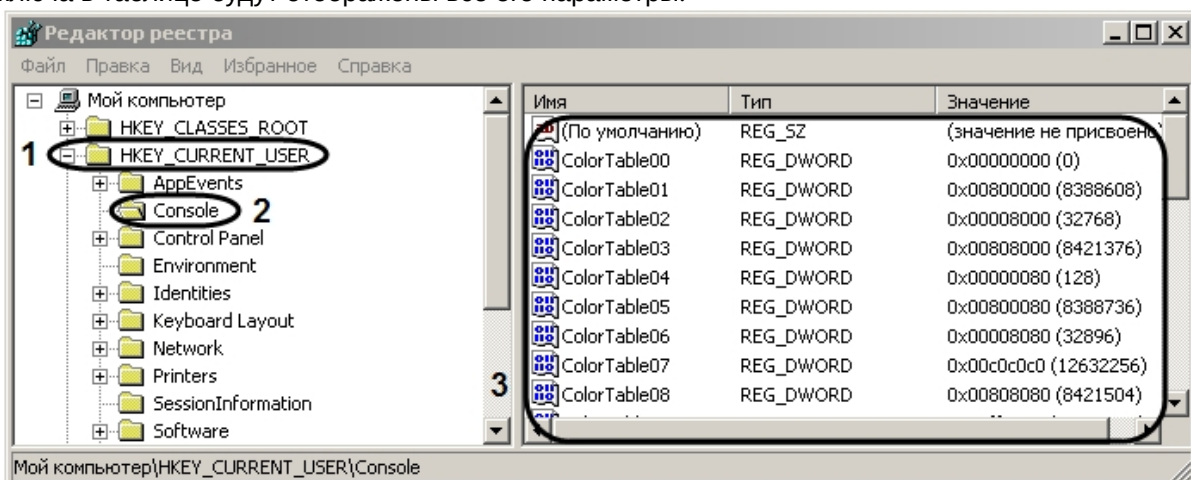 ключа в таблице будут отображены все его параметры.
Редактор реестра
Файл Правка Вид Избранное Справка
Мой компьютер
HKEY_CLASSES_ROOT
1 HKEY_CURRENT_USER
AppEvents
Console 2
Control Panel
Environment
Identities
Keyboard Layout
Network
Printers
SessionInformation
Software
3
Имя Тип Значение
(По умолчанию) REG_SZ (значение не присвоено)
ColorTable00 REG_DWORD 0x00000000 (0)
ColorTable01 REG_DWORD 0x00800000 (8388608)
ColorTable02 REG_DWORD 0x00008000 (32768)
ColorTable03 REG_DWORD 0x00808000 (8421376)
ColorTable04 REG_DWORD 0x00000080 (128)
ColorTable05 REG_DWORD 0x00800080 (8388736)
ColorTable06 REG_DWORD 0x00008080 (32896)
ColorTable07 REG_DWORD 0x00c0c0c0 (12632256)
ColorTable08 REG_DWORD 0x00808080 (8421504)
Мой компьютер\HKEY_CURRENT_USER\Console